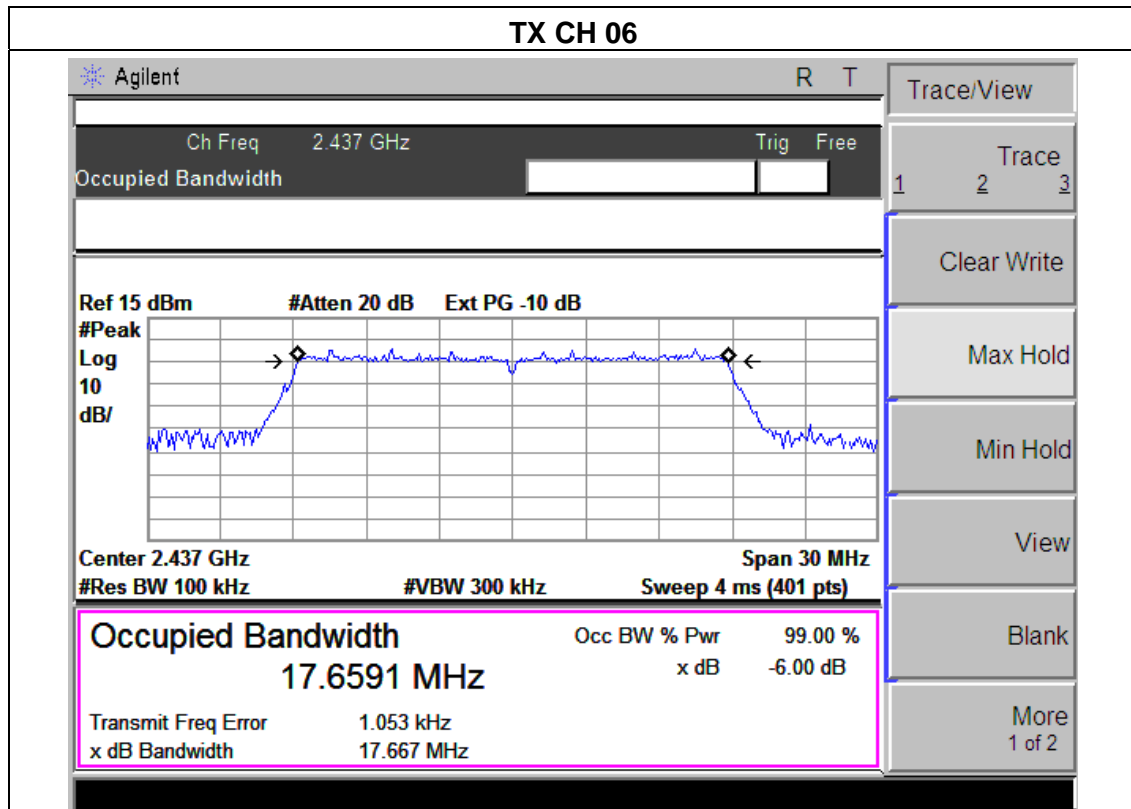 TX CH 06
Agilent R T
Trace/View
Ch Freq 2.437 GHz Trig Free
Occupied Bandwidth
Trace
1 2 3
Clear Write
Ref 15 dBm #Atten 20 dB Ext PG -10 dB
#Peak
Log
10
dB/
Max Hold
Min Hold
View
Center 2.437 GHz Span 30 MHz
#Res BW 100 kHz #VBW 300 kHz Sweep 4 ms (401 pts)
Occupied Bandwidth Occ BW % Pwr 99.00 %
17.6591 MHz x dB -6.00 dB
Blank
Transmit Freq Error 1.053 kHz
x dB Bandwidth 17.667 MHz
More
1 of 2